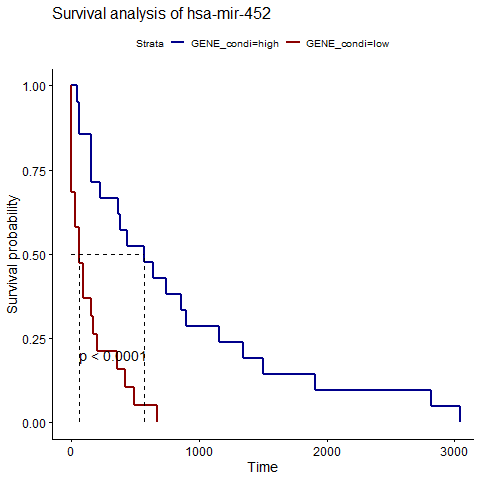 Survival analysis of hsa-mir-452
Strata GENE_condi=high GENE_condi=low
Survival probability
1.00
0.75
0.50
0.25
0.00
p < 0.0001
0 1000 2000 3000
Time